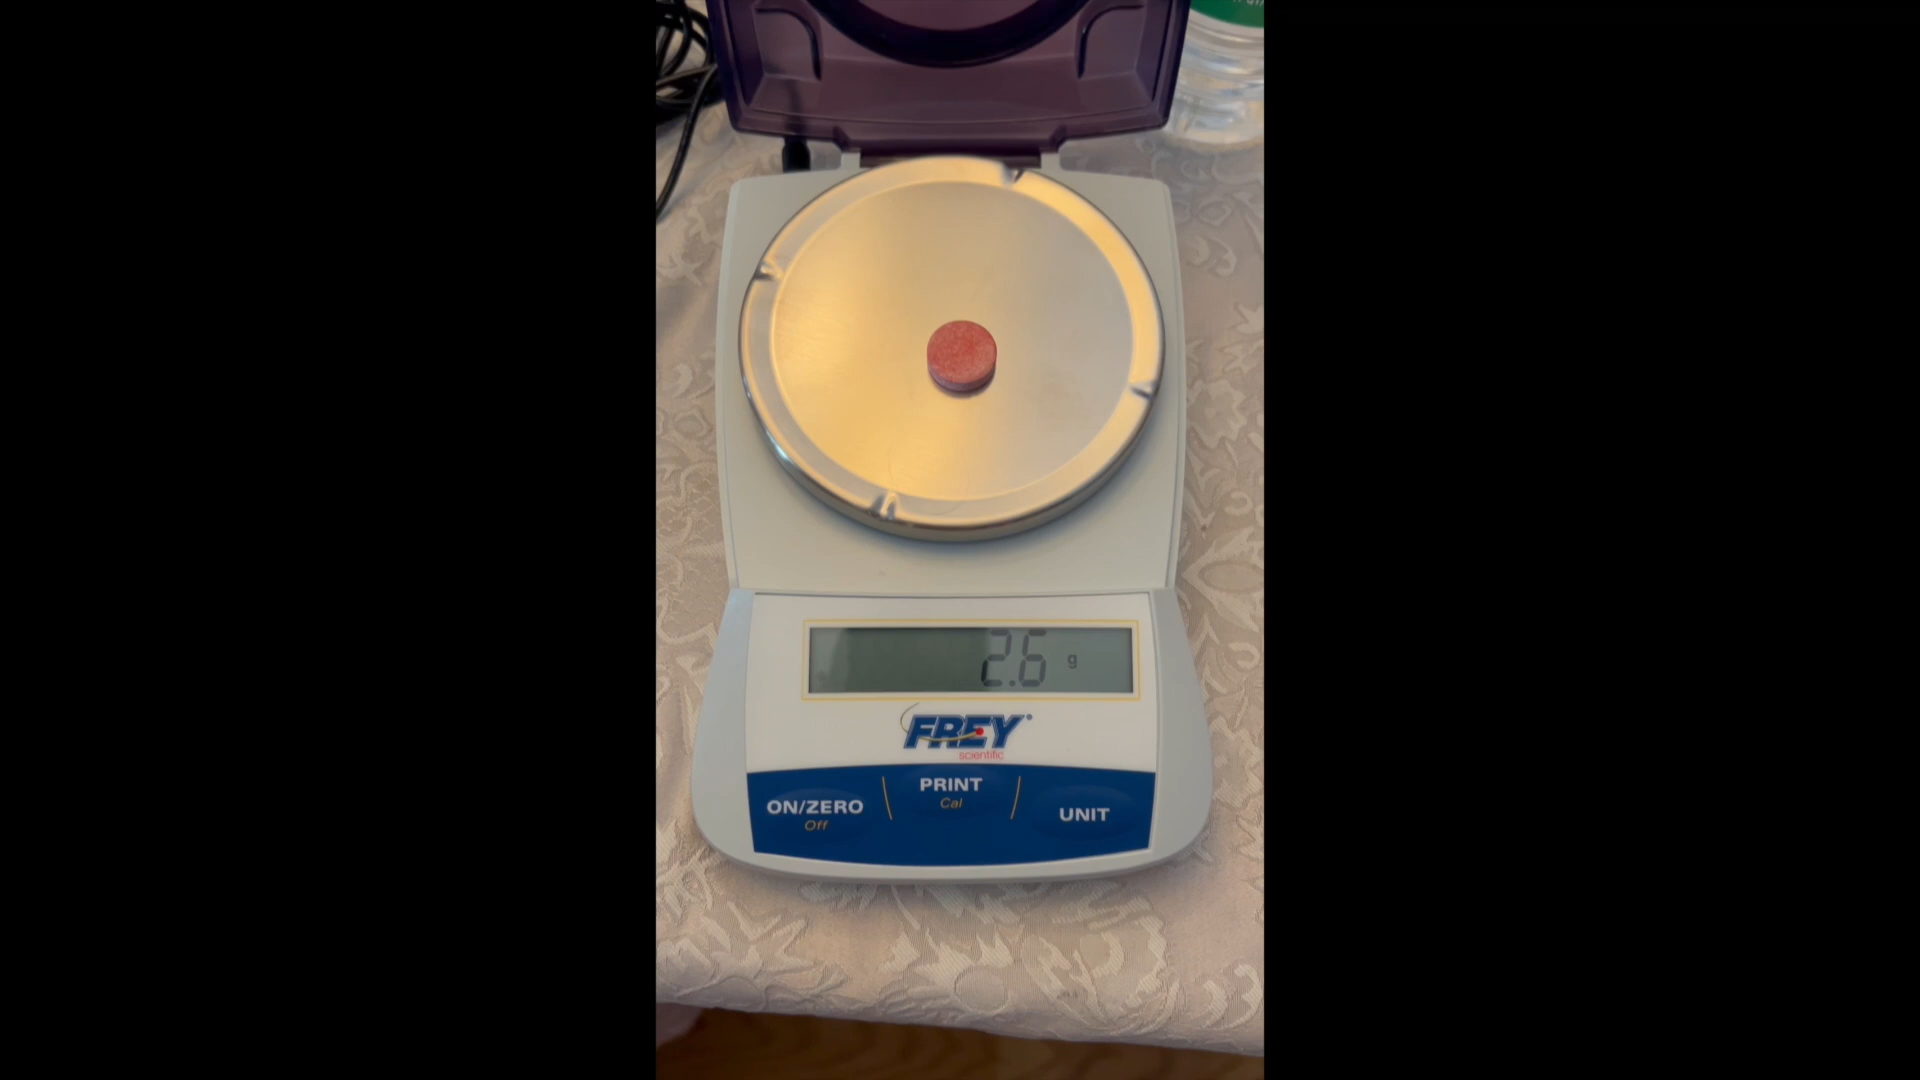 2.6 g
FREY
scientific
PRINT
Cal
ON/ZERO
Off
UNIT